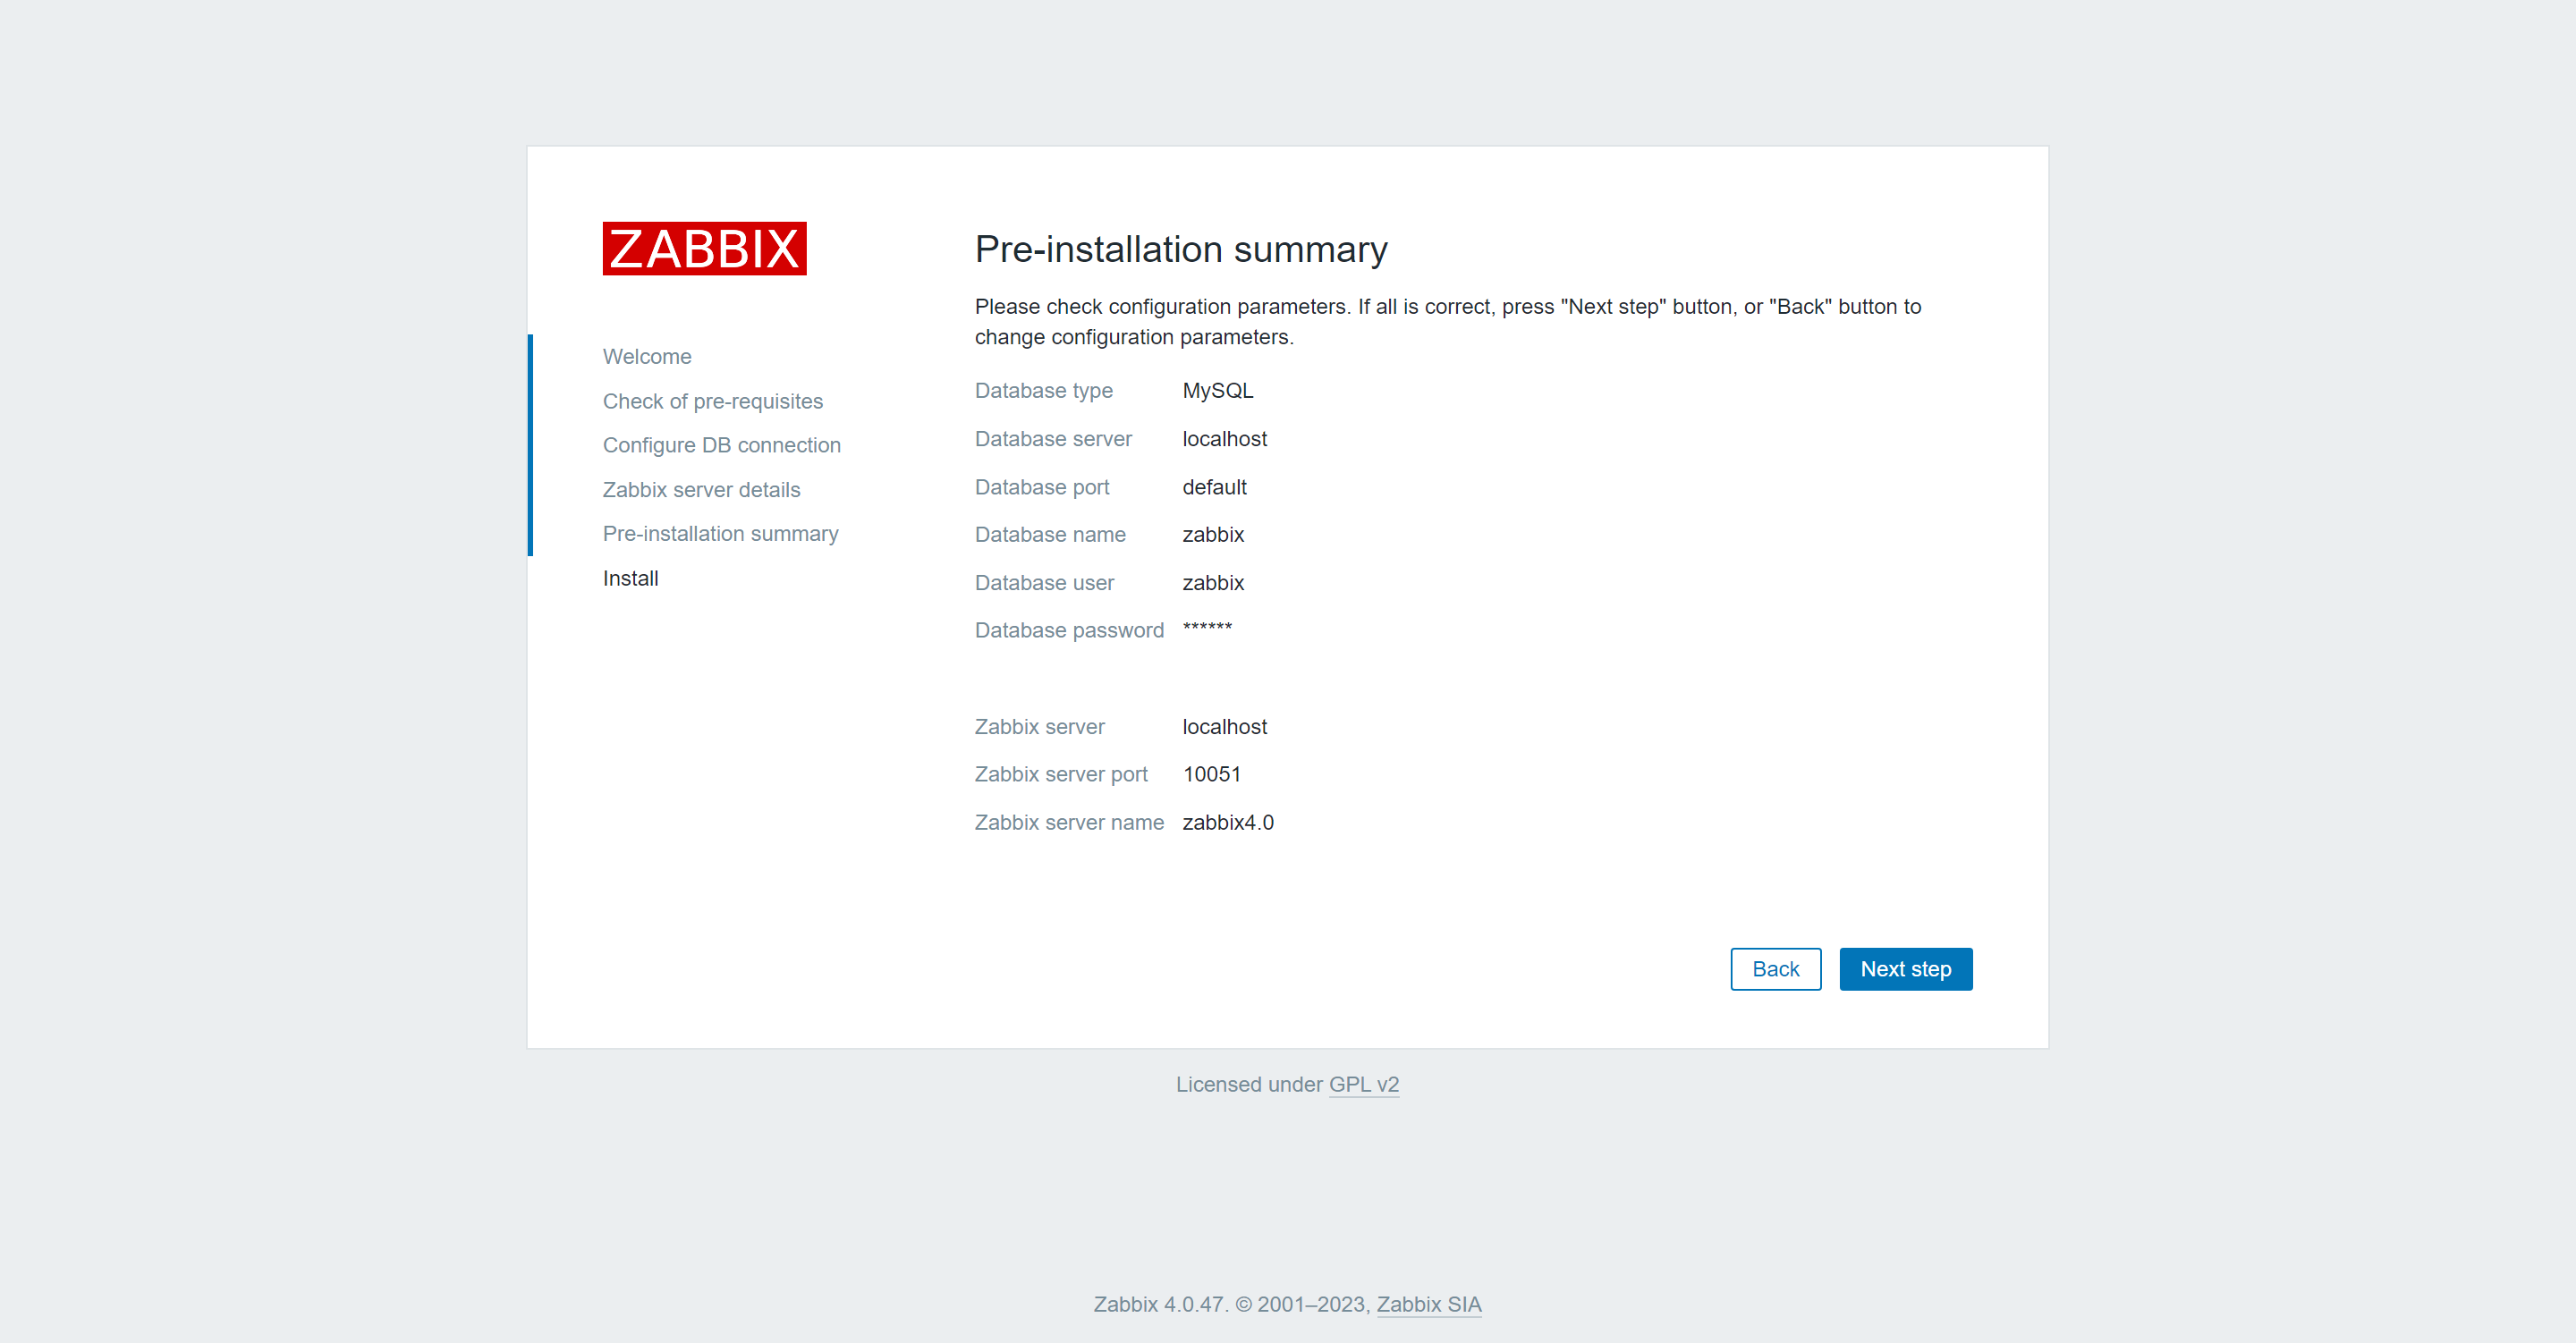 ZABBIX
Welcome
Check of pre-requisites
Configure DB connection
Zabbix server details
Pre-installation summary
Install
Pre-installation summary
Please check configuration parameters. If all is correct, press "Next step" button, or "Back" button to
change configuration parameters.
Database type MySQL
Database server localhost
Database port default
Database name zabbix
Database user zabbix
Database password ******
Zabbix server localhost
Zabbix server port 10051
Zabbix server name zabbix4.0
Back Next step
Licensed under GPL v2
Zabbix 4.0.47. © 2001–2023, Zabbix SIA